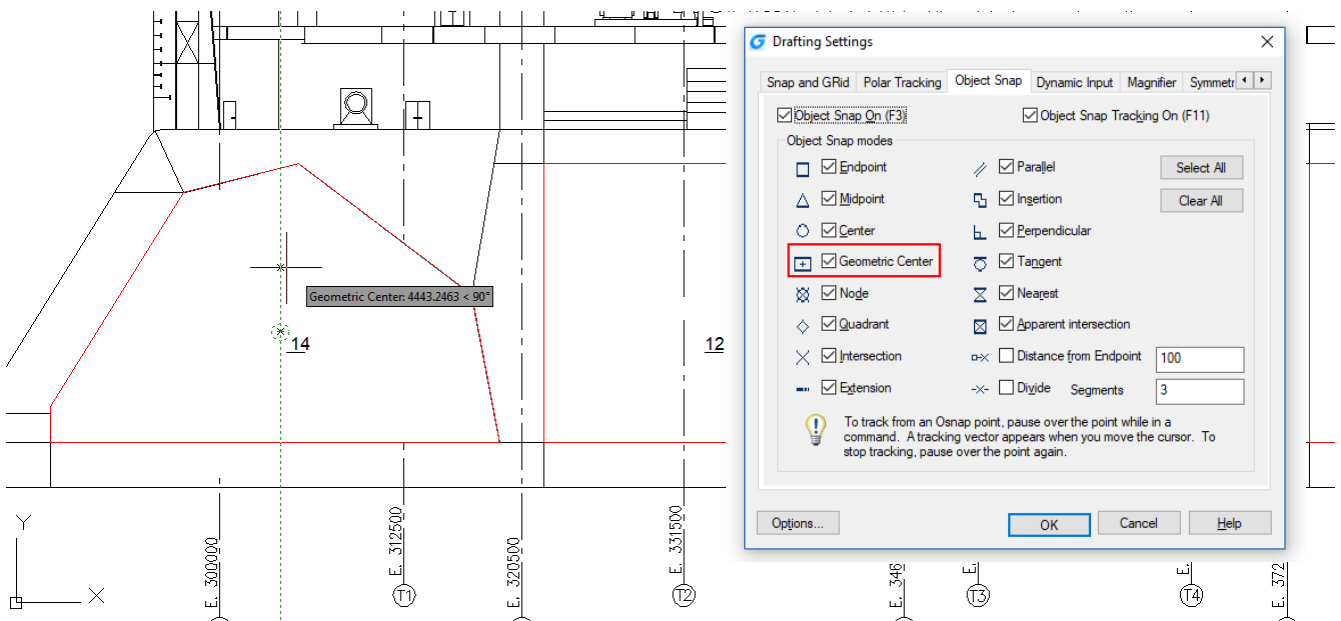 Drafting Settings
Snap and GRid Polar Tracking Object Snap Dynamic Input Magnifier Symmetr
Object Snap On (F3) Object Snap Tracking On (F11)
Object Snap modes
Endpoint Parallel Select All
Midpoint Insertion Clear All
Center Perpendicular
Geometric Center Tangent
Node Nearest
Quadrant Apparent intersection
Intersection Distance from Endpoint 100
Extension Divide Segments 3
To track from an Osnap point, pause over the point while in a
command. A tracking vector appears when you move the cursor. To
stop tracking, pause over the point again.
Options... OK Cancel Help
Geometric Center: 4443.2463 < 90°
14
12
Y
X
E. 300000
E. 312500
T1
E. 320500
E. 331500
T2
E. 346
E.
T3
E.
T4
E. 372